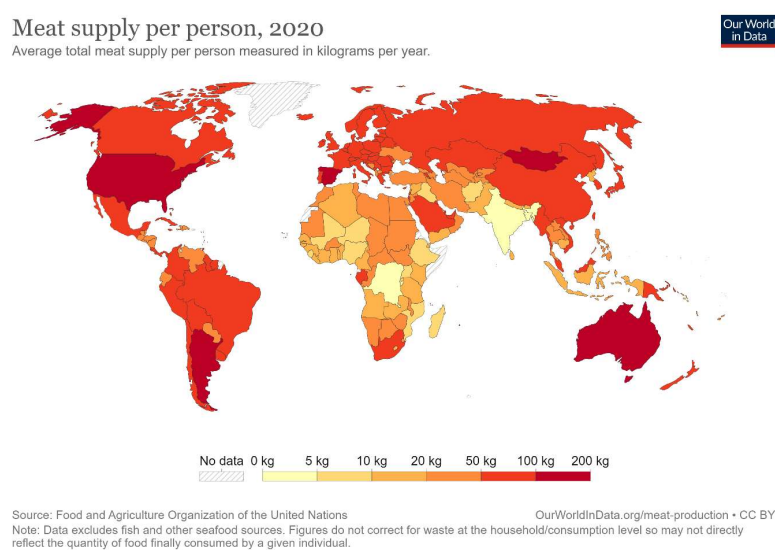 Meat supply per person, 2020
Average total meat supply per person measured in kilograms per year.
Our World
in Data
No data 0 kg 5 kg 10 kg 20 kg 50 kg 100 kg 200 kg
Source: Food and Agriculture Organization of the United Nations
OurWorldInData.org/meat-production • CC BY
Note: Data excludes fish and other seafood sources. Figures do not correct for waste at the household/consumption level so may not directly
reflect the quantity of food finally consumed by a given individual.